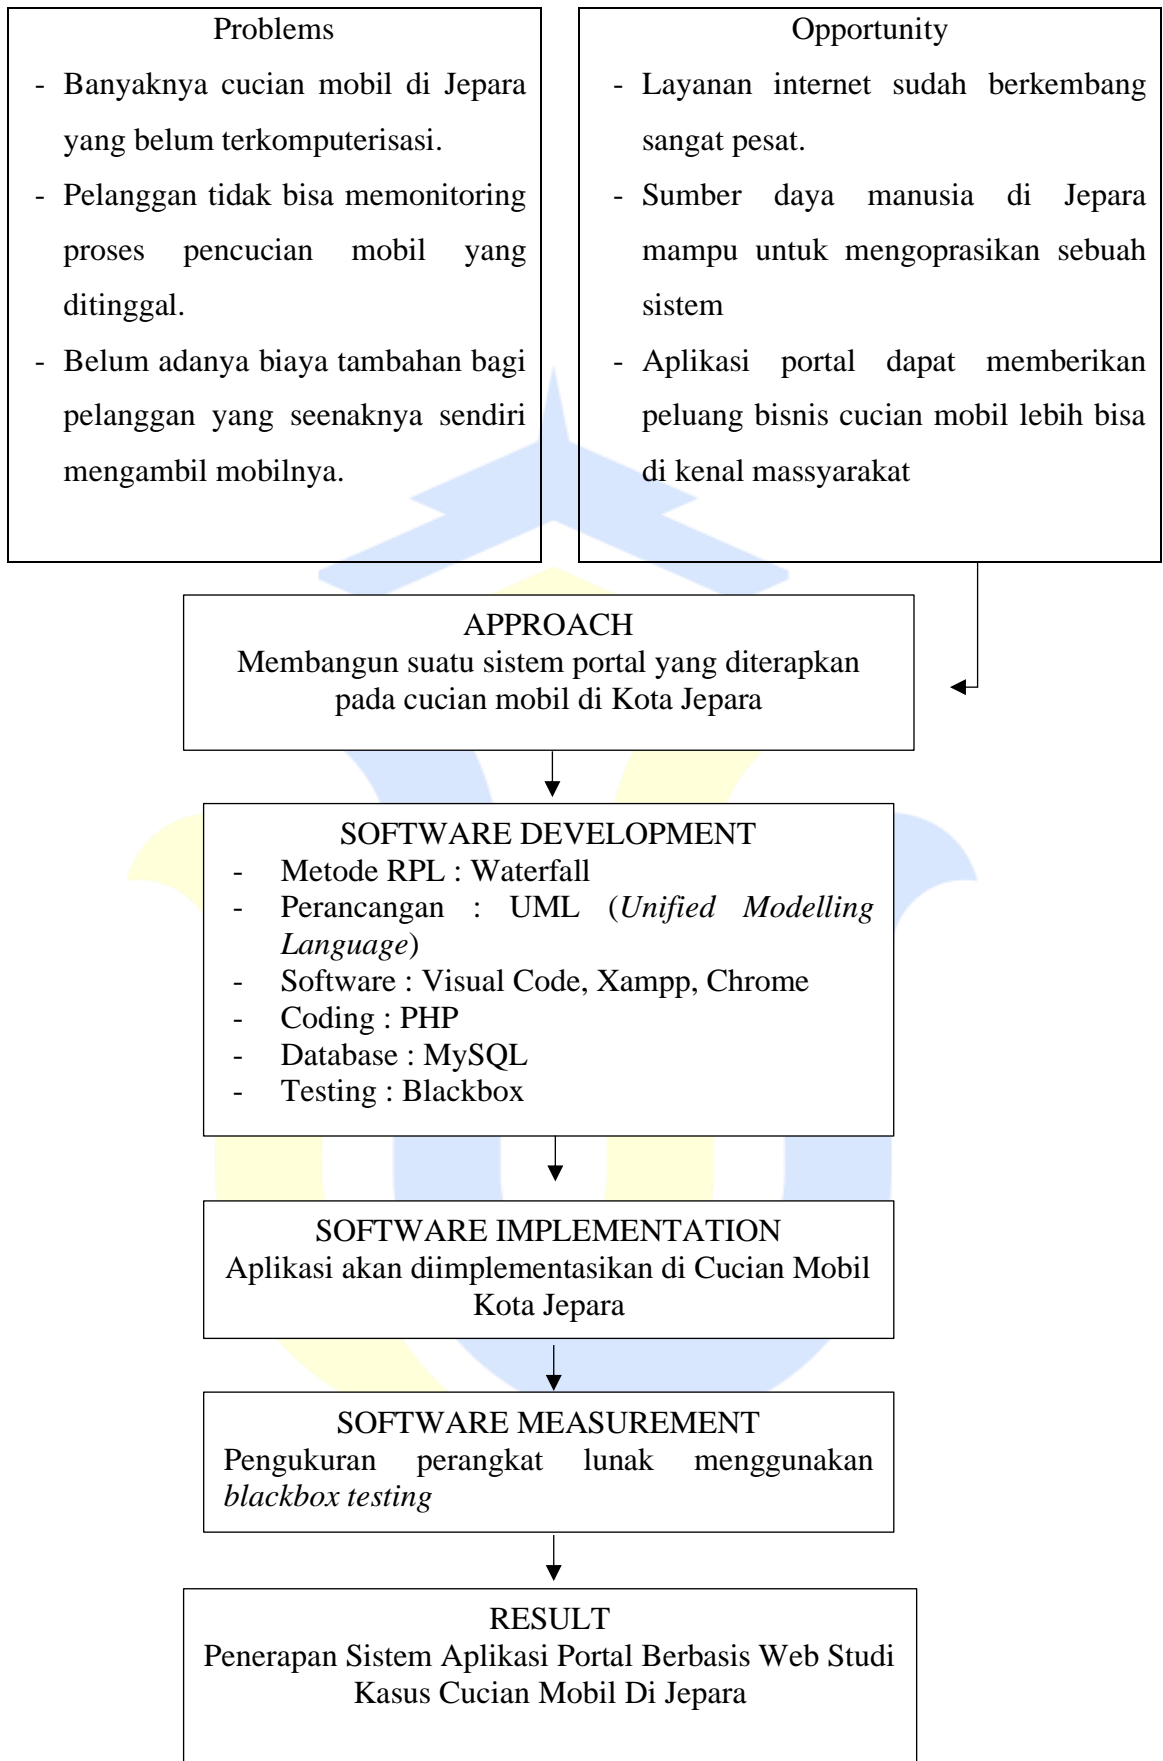 Problems
- Banyaknya cucian mobil di Jepara
yang belum terkomputerisasi.
- Pelanggan tidak bisa memonitoring
proses pencucian mobil yang
ditinggal.
- Belum adanya biaya tambahan bagi
pelanggan yang seenaknya sendiri
mengambil mobilnya.
Opportunity
- Layanan internet sudah berkembang
sangat pesat.
- Sumber daya manusia di Jepara
mampu untuk mengoprasikan sebuah
sistem
- Aplikasi portal dapat memberikan
peluang bisnis cucian mobil lebih bisa
di kenal massyarakat
APPROACH
Membangun suatu sistem portal yang diterapkan
pada cucian mobil di Kota Jepara
SOFTWARE DEVELOPMENT
- Metode RPL : Waterfall
- Perancangan : UML (Unified Modelling
Language)
- Software : Visual Code, Xampp, Chrome
- Coding : PHP
- Database : MySQL
- Testing : Blackbox
SOFTWARE IMPLEMENTATION
Aplikasi akan diimplementasikan di Cucian Mobil
Kota Jepara
SOFTWARE MEASUREMENT
Pengukuran perangkat lunak menggunakan
blackbox testing
RESULT
Penerapan Sistem Aplikasi Portal Berbasis Web Studi
Kasus Cucian Mobil Di Jepara